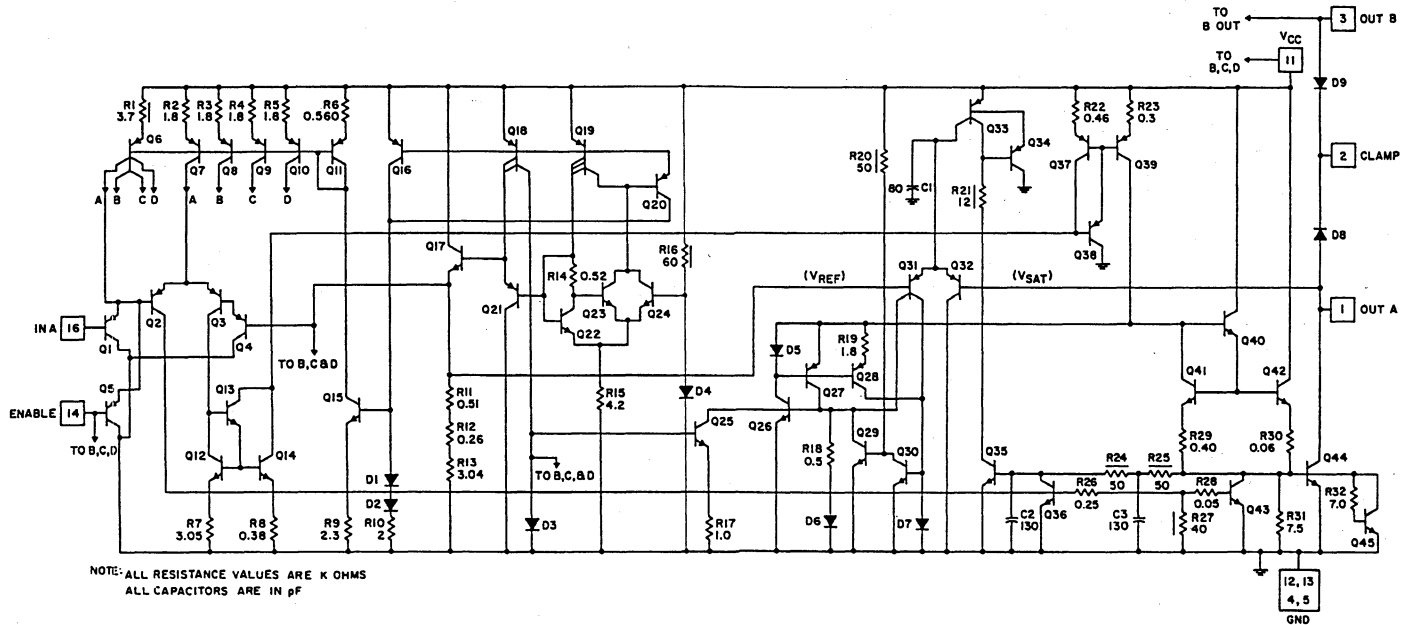 TO
B OUT
3 OUT B
VCC
TO
B,C,D
11
D9
2 CLAMP
D8
1 OUT A
R1
3.7
R2
1.8
R3
1.8
R4
1.8
R5
1.8
R6
0.560
Q6
Q7
Q8
Q9
Q10
Q11
Q16
Q18
Q19
Q20
A B C D
A
B
C
D
R20
50
Q33
Q34
80 C1
R21
12
R22
0.46
R23
0.3
Q37
Q39
Q38
Q17
R14 0.52
R16
60
Q21
Q22
Q23
Q24
Q31
Q32
(VREF)
(VSAT)
IN A 16
Q1
Q2
Q3
Q4
Q5
TO B,C&D
ENABLE 14
TO B,C,D
Q13
Q12
Q14
Q15
R11
0.51
R12
0.26
R13
3.04
R15
4.2
D4
Q25
D5
R19
1.8
Q27
Q28
Q26
Q40
Q41
Q42
R18
0.5
Q29
Q30
Q35
R29
0.40
R30
0.06
R24
50
R25
50
Q44
D1
D2
R7
3.05
R8
0.38
R9
2.3
R10
2
TO B,C,&D
D3
R17
1.0
D6
D7
C2
130
Q36
R26
0.25
C3
130
R28
0.05
R27
40
Q43
R31
7.5
R32
7.0
Q45
12, 13
4, 5
GND
NOTE: ALL RESISTANCE VALUES ARE K OHMS
ALL CAPACITORS ARE IN pF